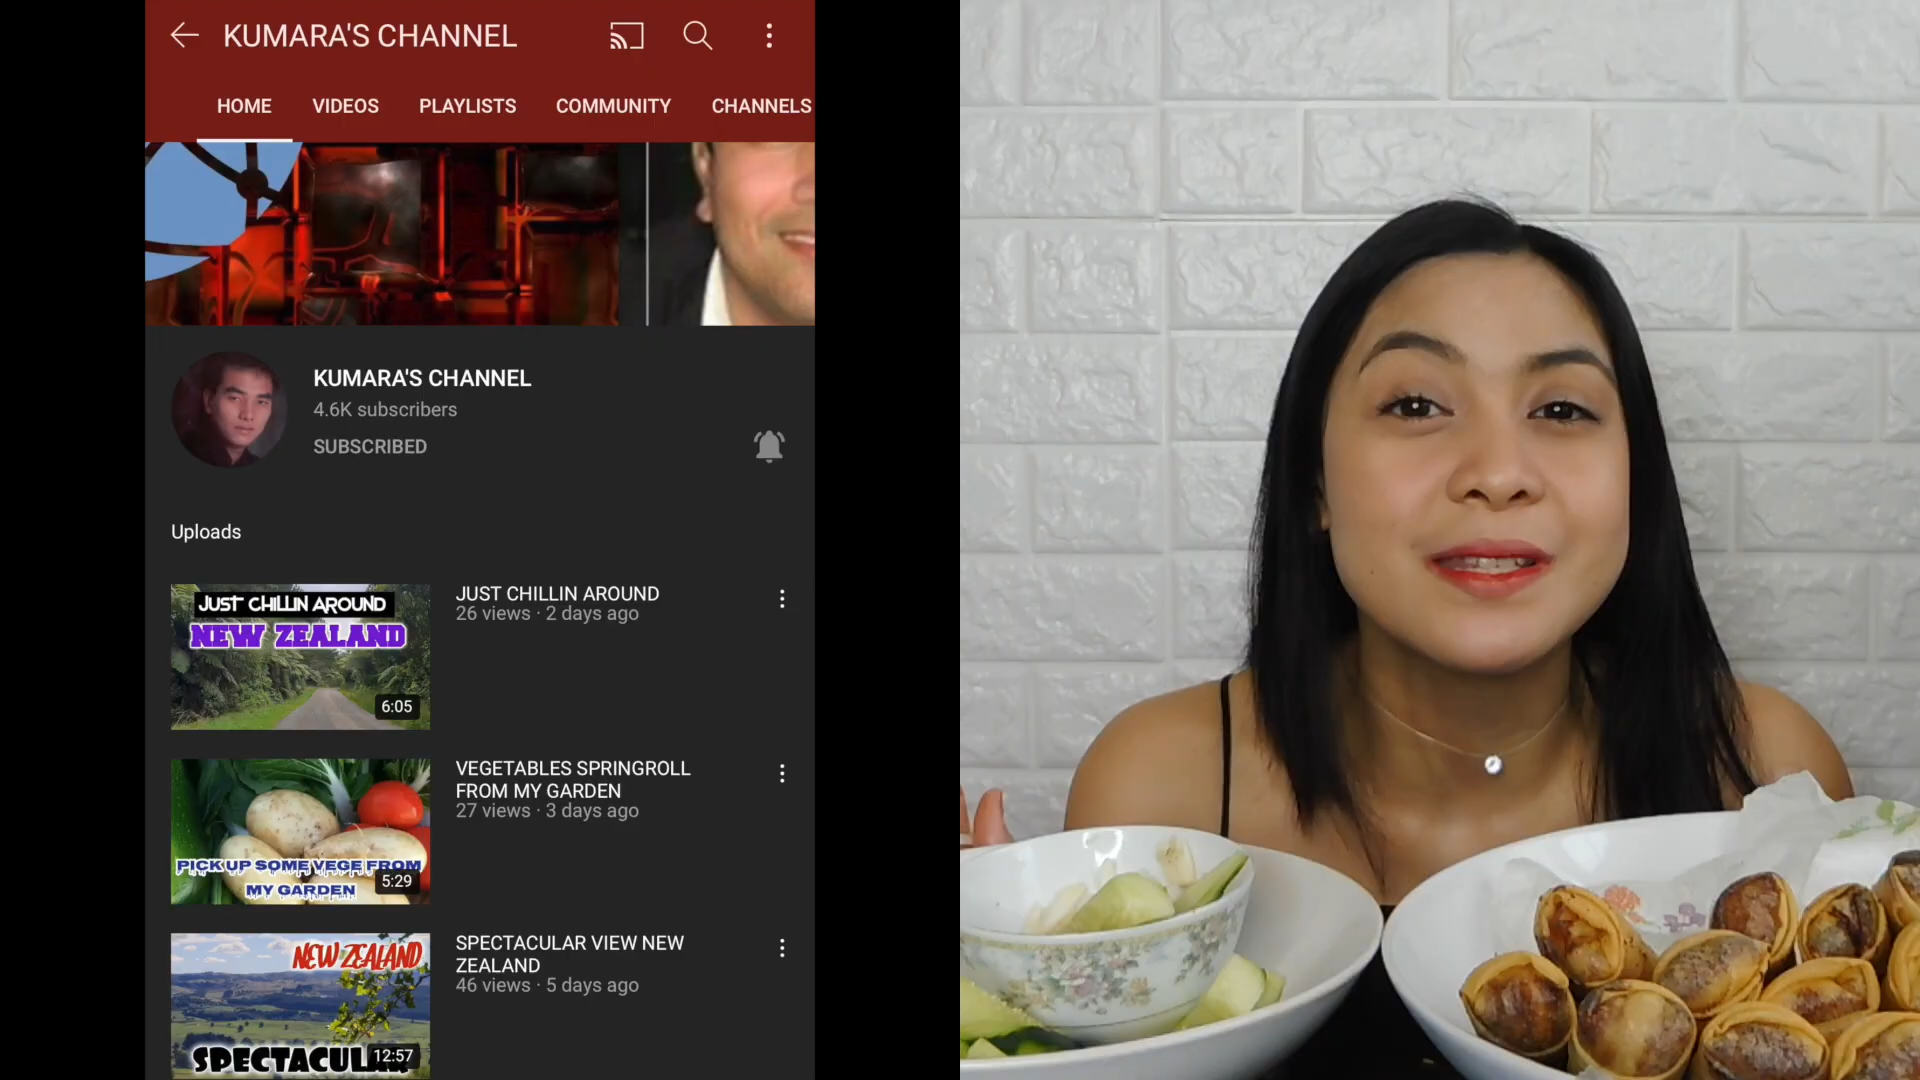 KUMARA'S CHANNEL
HOME VIDEOS PLAYLISTS COMMUNITY CHANNELS
KUMARA'S CHANNEL
4.6K subscribers
SUBSCRIBED
Uploads
JUST CHILLIN AROUND
NEW ZEALAND
6:05
JUST CHILLIN AROUND
26 views · 2 days ago
PICK UP SOME VEGE FROM
MY GARDEN
5:29
VEGETABLES SPRINGROLL
FROM MY GARDEN
27 views · 3 days ago
NEW ZEALAND
12:57
SPECTACULAR VIEW NEW
ZEALAND
46 views · 5 days ago